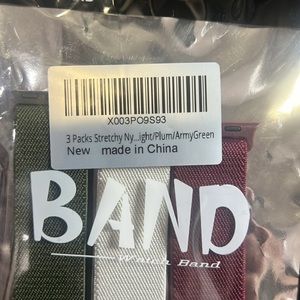 X003PO9S93
3 Packs Stretchy Ny...ight/Plum/ArmyGreen
New made in China
BAND
Watch Band